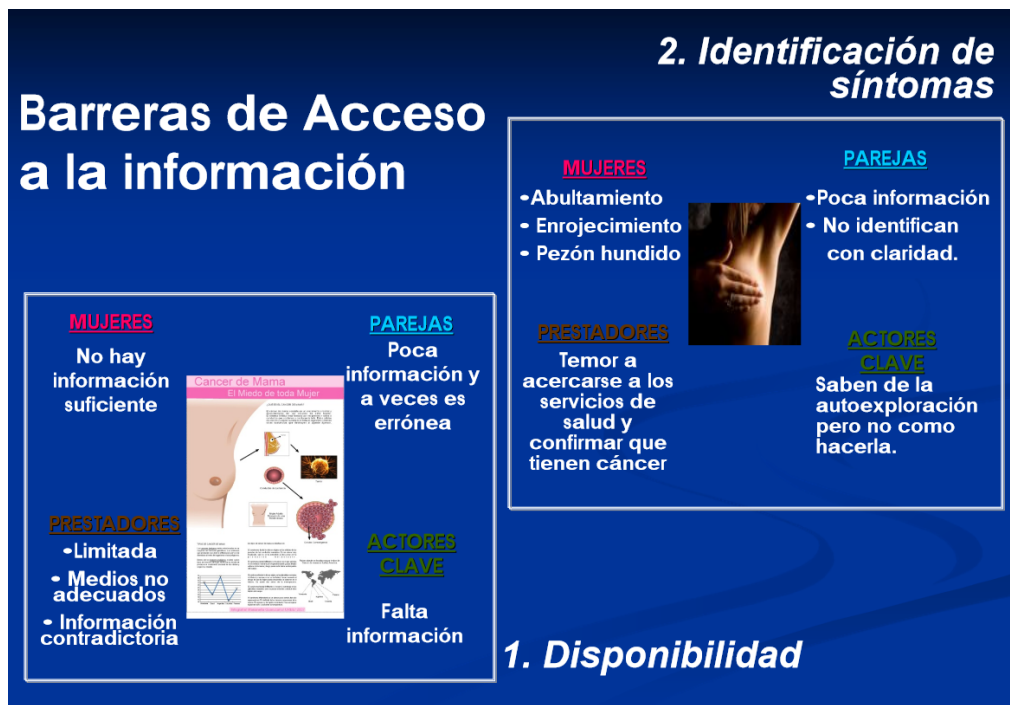 Barreras de Acceso
a la información
2. Identificación de
síntomas
MUJERES
•Abultamiento
• Enrojecimiento
• Pezón hundido
PAREJAS
•Poca información
• No identifican
con claridad.
PRESTADORES
Temor a
acercarse a los
servicios de
salud y
confirmar que
tienen cáncer
ACTORES
CLAVE
Saben de la
autoexploración
pero no como
hacerla.
MUJERES
No hay
información
suficiente
PAREJAS
Poca
información y
a veces es
errónea
Cancer de Mama
El Miedo de toda Mujer
PRESTADORES
•Limitada
• Medios no
adecuados
• Información
contradictoria
ACTORES
CLAVE
Falta
información
1. Disponibilidad